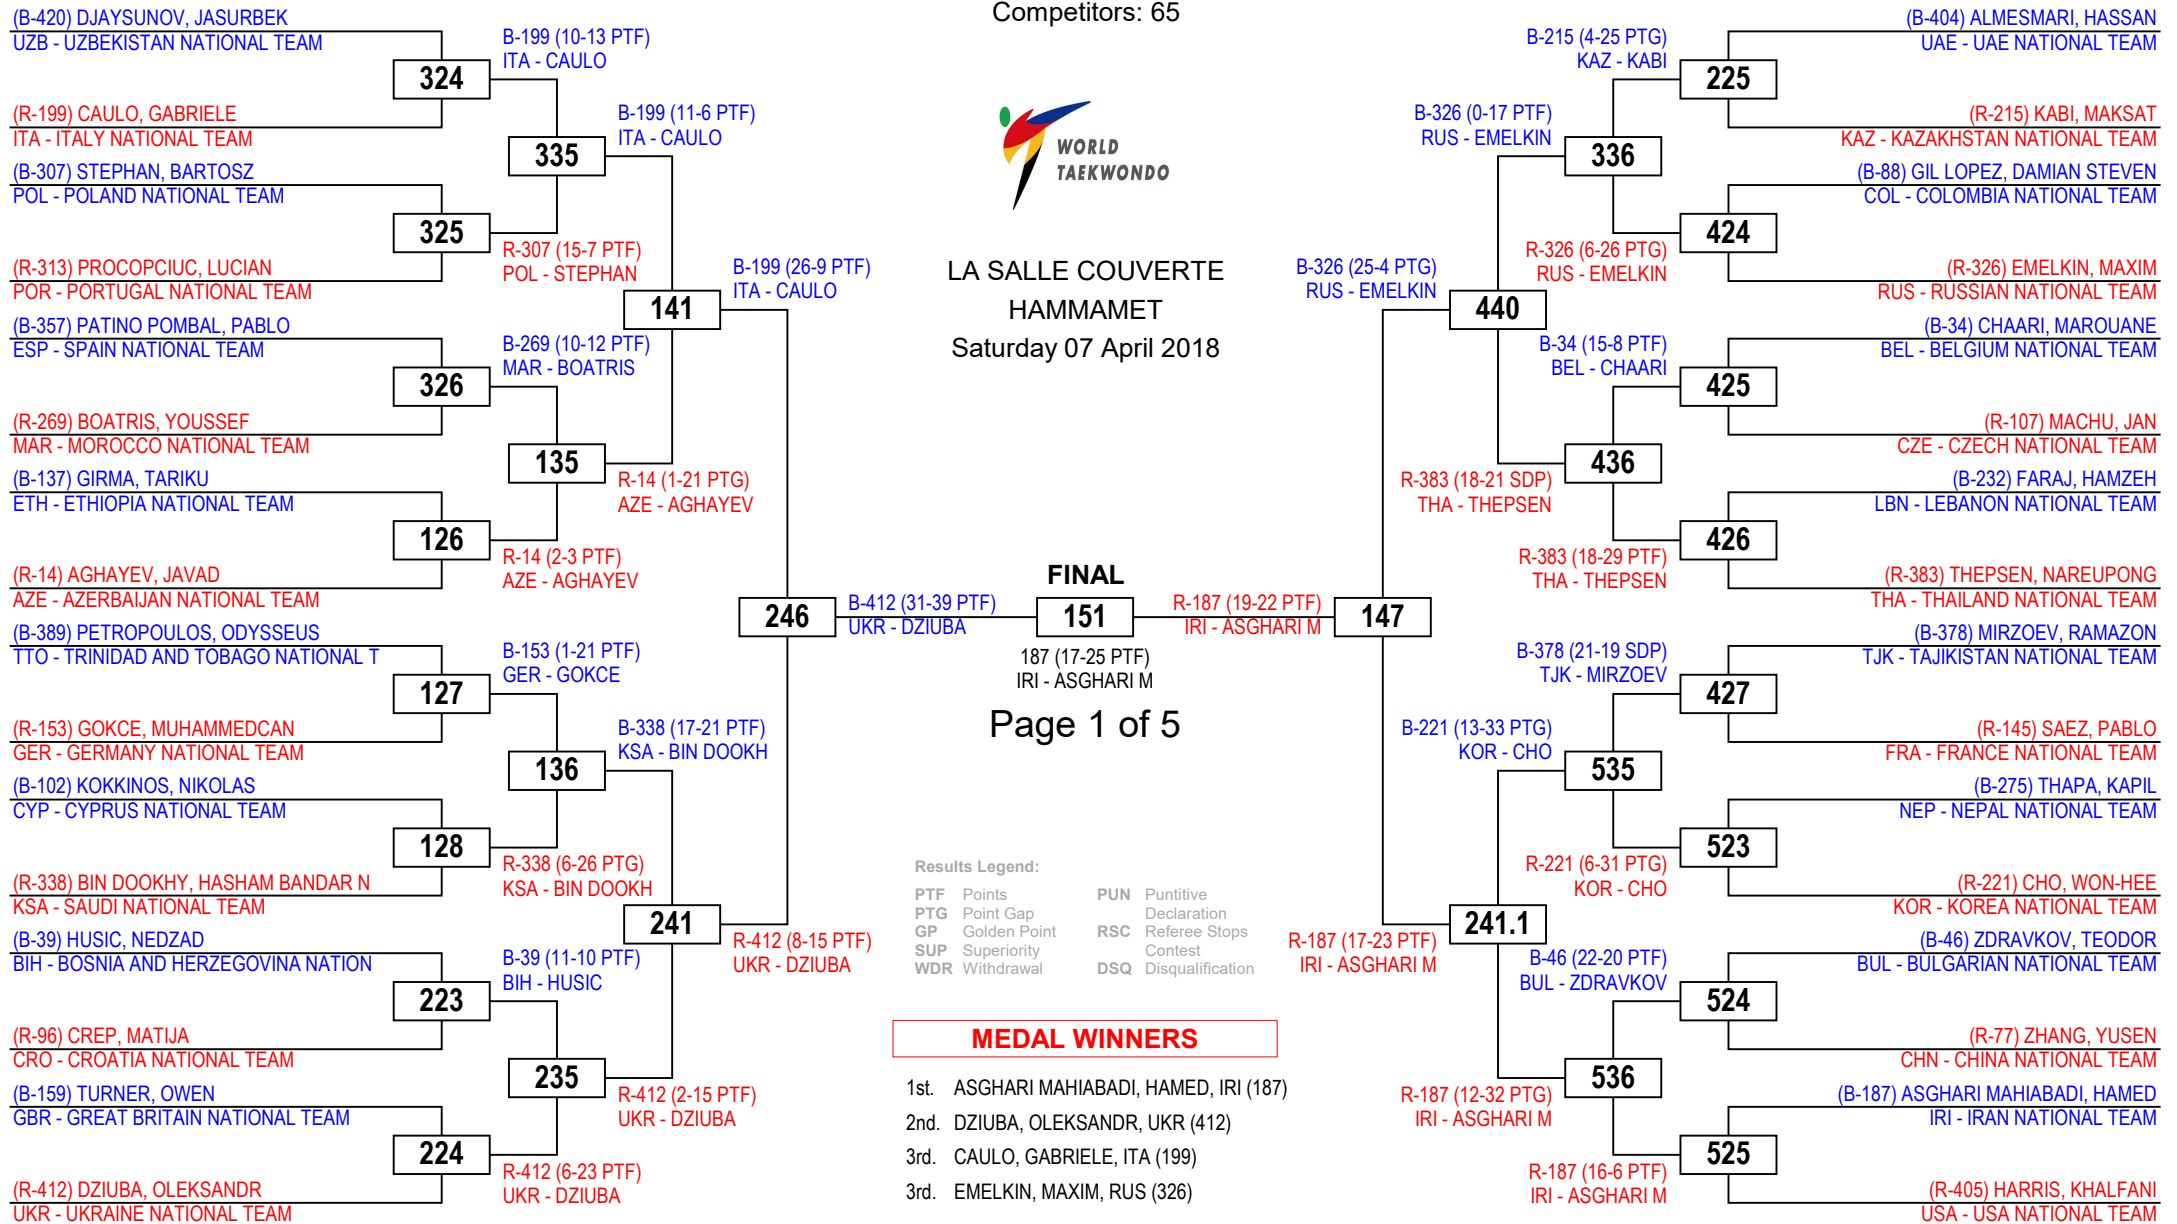 Competitors: 65
(B-420) DJAYSUNOV, JASURBEK
UZB - UZBEKISTAN NATIONAL TEAM
324
(R-199) CAULO, GABRIELE
ITA - ITALY NATIONAL TEAM
(B-307) STEPHAN, BARTOSZ
POL - POLAND NATIONAL TEAM
325
(R-313) PROCOPCIUC, LUCIAN
POR - PORTUGAL NATIONAL TEAM
(B-357) PATINO POMBAL, PABLO
ESP - SPAIN NATIONAL TEAM
326
(R-269) BOATRIS, YOUSSEF
MAR - MOROCCO NATIONAL TEAM
(B-137) GIRMA, TARIKU
ETH - ETHIOPIA NATIONAL TEAM
126
(R-14) AGHAYEV, JAVAD
AZE - AZERBAIJAN NATIONAL TEAM
(B-389) PETROPOULOS, ODYSSEUS
TTO - TRINIDAD AND TOBAGO NATIONAL T
127
(R-153) GOKCE, MUHAMMEDCAN
GER - GERMANY NATIONAL TEAM
(B-102) KOKKINOS, NIKOLAS
CYP - CYPRUS NATIONAL TEAM
128
(R-338) BIN DOOKHY, HASHAM BANDAR N
KSA - SAUDI NATIONAL TEAM
(B-39) HUSIC, NEDZAD
BIH - BOSNIA AND HERZEGOVINA NATION
223
(R-96) CREP, MATIJA
CRO - CROATIA NATIONAL TEAM
(B-159) TURNER, OWEN
GBR - GREAT BRITAIN NATIONAL TEAM
224
(R-412) DZIUBA, OLEKSANDR
UKR - UKRAINE NATIONAL TEAM
B-199 (10-13 PTF)
ITA - CAULO
335
R-307 (15-7 PTF)
POL - STEPHAN
B-269 (10-12 PTF)
MAR - BOATRIS
135
R-14 (2-3 PTF)
AZE - AGHAYEV
B-153 (1-21 PTF)
GER - GOKCE
136
R-338 (6-26 PTG)
KSA - BIN DOOKH
B-39 (11-10 PTF)
BIH - HUSIC
235
R-412 (6-23 PTF)
UKR - DZIUBA
B-199 (11-6 PTF)
ITA - CAULO
141
R-14 (1-21 PTG)
AZE - AGHAYEV
B-338 (17-21 PTF)
KSA - BIN DOOKH
241
R-412 (2-15 PTF)
UKR - DZIUBA
B-199 (26-9 PTF)
ITA - CAULO
246
R-412 (8-15 PTF)
UKR - DZIUBA
WORLD
TAEKWONDO
LA SALLE COUVERTE
HAMMAMET
Saturday 07 April 2018
FINAL
B-412 (31-39 PTF)
UKR - DZIUBA
151
R-187 (19-22 PTF)
IRI - ASGHARI M
187 (17-25 PTF)
IRI - ASGHARI M
Page 1 of 5
Results Legend:
PTF Points
PTG Point Gap
GP Golden Point
SUP Superiority
WDR Withdrawal
PUN Puntitive
Declaration
RSC Referee Stops
Contest
DSQ Disqualification
MEDAL WINNERS
1st. ASGHARI MAHIABADI, HAMED, IRI (187)
2nd. DZIUBA, OLEKSANDR, UKR (412)
3rd. CAULO, GABRIELE, ITA (199)
3rd. EMELKIN, MAXIM, RUS (326)
B-326 (25-4 PTG)
RUS - EMELKIN
147
R-187 (17-23 PTF)
IRI - ASGHARI M
B-326 (0-17 PTF)
RUS - EMELKIN
440
R-383 (18-21 SDP)
THA - THEPSEN
B-221 (13-33 PTG)
KOR - CHO
241.1
R-187 (12-32 PTG)
IRI - ASGHARI M
B-215 (4-25 PTG)
KAZ - KABI
336
R-326 (6-26 PTG)
RUS - EMELKIN
B-34 (15-8 PTF)
BEL - CHAARI
436
R-383 (18-29 PTF)
THA - THEPSEN
B-378 (21-19 SDP)
TJK - MIRZOEV
535
R-221 (6-31 PTG)
KOR - CHO
B-46 (22-20 PTF)
BUL - ZDRAVKOV
536
R-187 (16-6 PTF)
IRI - ASGHARI M
(B-404) ALMESMARI, HASSAN
UAE - UAE NATIONAL TEAM
225
(R-215) KABI, MAKSAT
KAZ - KAZAKHSTAN NATIONAL TEAM
(B-88) GIL LOPEZ, DAMIAN STEVEN
COL - COLOMBIA NATIONAL TEAM
424
(R-326) EMELKIN, MAXIM
RUS - RUSSIAN NATIONAL TEAM
(B-34) CHAARI, MAROUANE
BEL - BELGIUM NATIONAL TEAM
425
(R-107) MACHU, JAN
CZE - CZECH NATIONAL TEAM
(B-232) FARAJ, HAMZEH
LBN - LEBANON NATIONAL TEAM
426
(R-383) THEPSEN, NAREUPONG
THA - THAILAND NATIONAL TEAM
(B-378) MIRZOEV, RAMAZON
TJK - TAJIKISTAN NATIONAL TEAM
427
(R-145) SAEZ, PABLO
FRA - FRANCE NATIONAL TEAM
(B-275) THAPA, KAPIL
NEP - NEPAL NATIONAL TEAM
523
(R-221) CHO, WON-HEE
KOR - KOREA NATIONAL TEAM
(B-46) ZDRAVKOV, TEODOR
BUL - BULGARIAN NATIONAL TEAM
524
(R-77) ZHANG, YUSEN
CHN - CHINA NATIONAL TEAM
(B-187) ASGHARI MAHIABADI, HAMED
IRI - IRAN NATIONAL TEAM
525
(R-405) HARRIS, KHALFANI
USA - USA NATIONAL TEAM